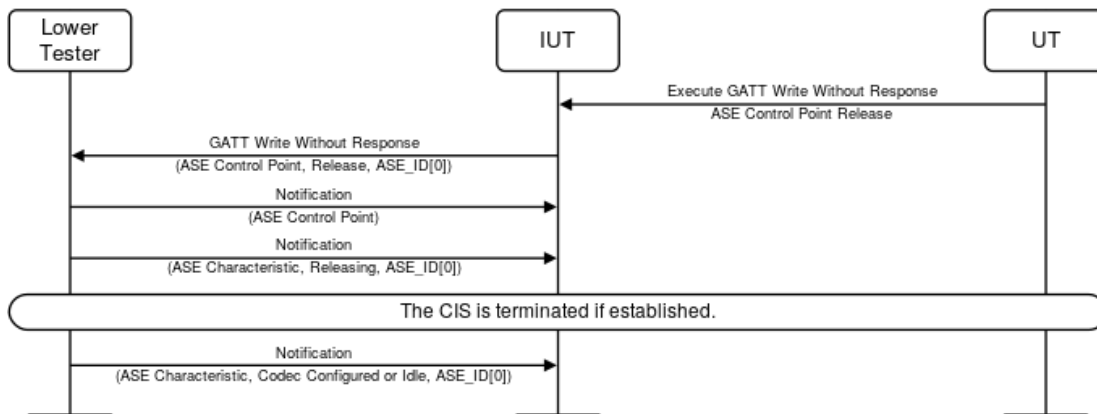 Lower
Tester
IUT
UT
Execute GATT Write Without Response
ASE Control Point Release
GATT Write Without Response
(ASE Control Point, Release, ASE_ID[0])
Notification
(ASE Control Point)
Notification
(ASE Characteristic, Releasing, ASE_ID[0])
The CIS is terminated if established.
Notification
(ASE Characteristic, Codec Configured or Idle, ASE_ID[0])